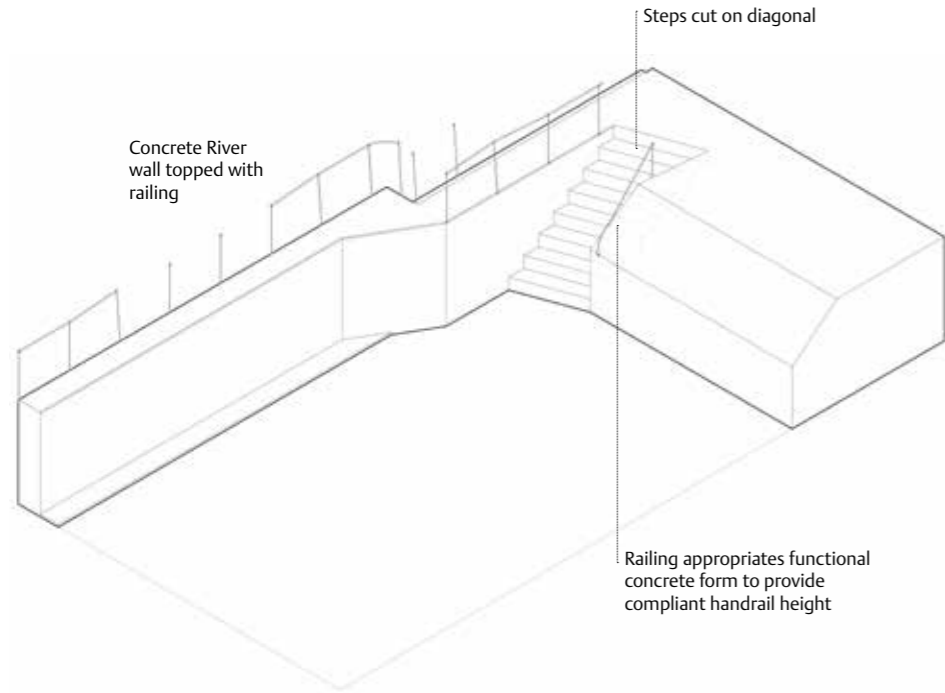 Steps cut on diagonal
Concrete River
wall topped with
railing
Railing appropriates functional
concrete form to provide
compliant handrail height